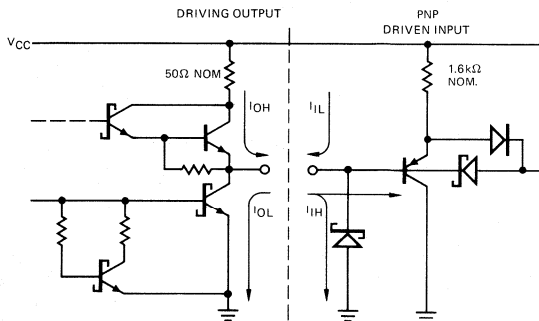 DRIVING OUTPUT
PNP
DRIVEN INPUT
VCC
50Ω NOM
1.6kΩ
NOM.
IOH
IIL
IOL
IIH